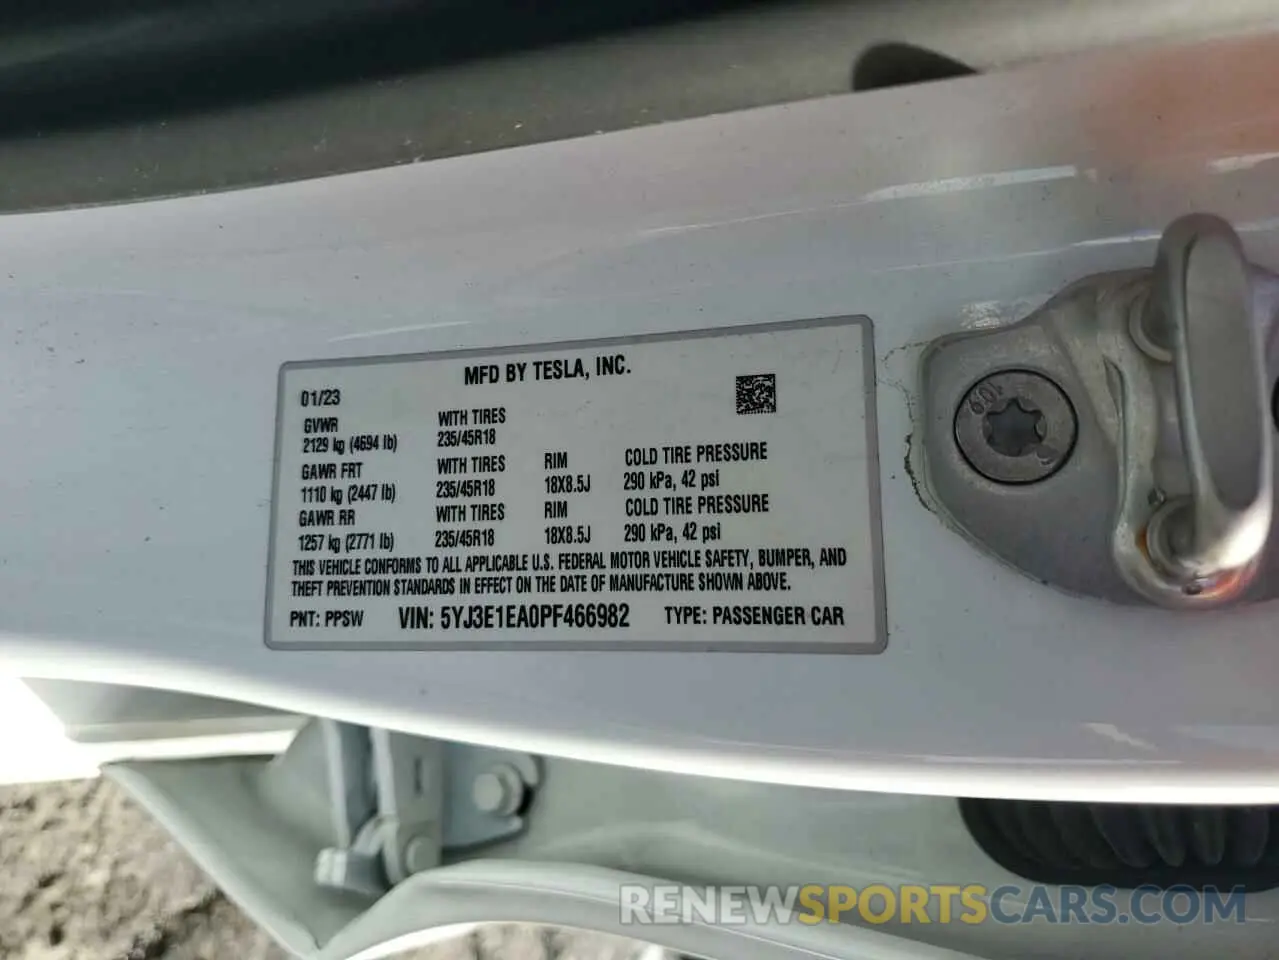 MFD BY TESLA, INC.
01/23
GVWR WITH TIRES
2129 kg (4694 lb) 235/45R18
GAWR FRT WITH TIRES RIM COLD TIRE PRESSURE
1110 kg (2447 lb) 235/45R18 18X8.5J 290 kPa, 42 psi
GAWR RR WITH TIRES RIM COLD TIRE PRESSURE
1257 kg (2771 lb) 235/45R18 18X8.5J 290 kPa, 42 psi
THIS VEHICLE CONFORMS TO ALL APPLICABLE U.S. FEDERAL MOTOR VEHICLE SAFETY, BUMPER, AND
THEFT PREVENTION STANDARDS IN EFFECT ON THE DATE OF MANUFACTURE SHOWN ABOVE.
PNT: PPSW VIN: 5YJ3E1EA0PF466982 TYPE: PASSENGER CAR
RENEWSPORTSCARS.COM